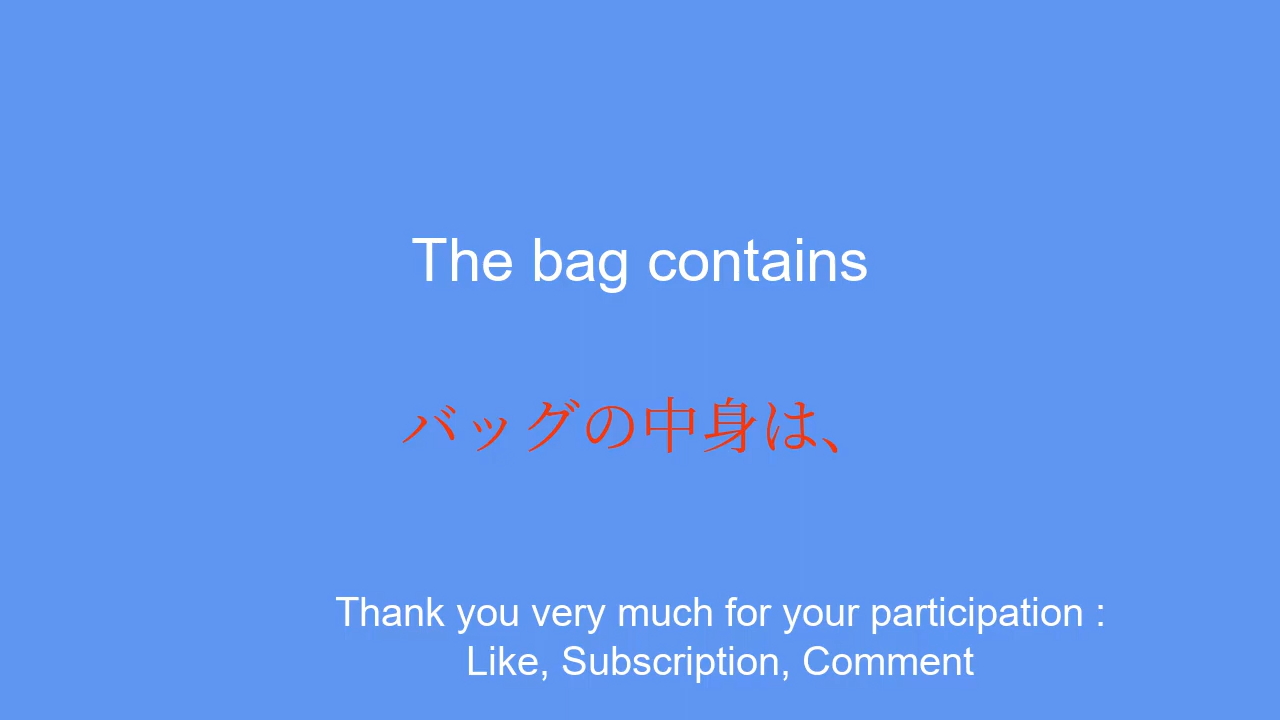 The bag contains
バッグの中身は、
Thank you very much for your participation :
Like, Subscription, Comment